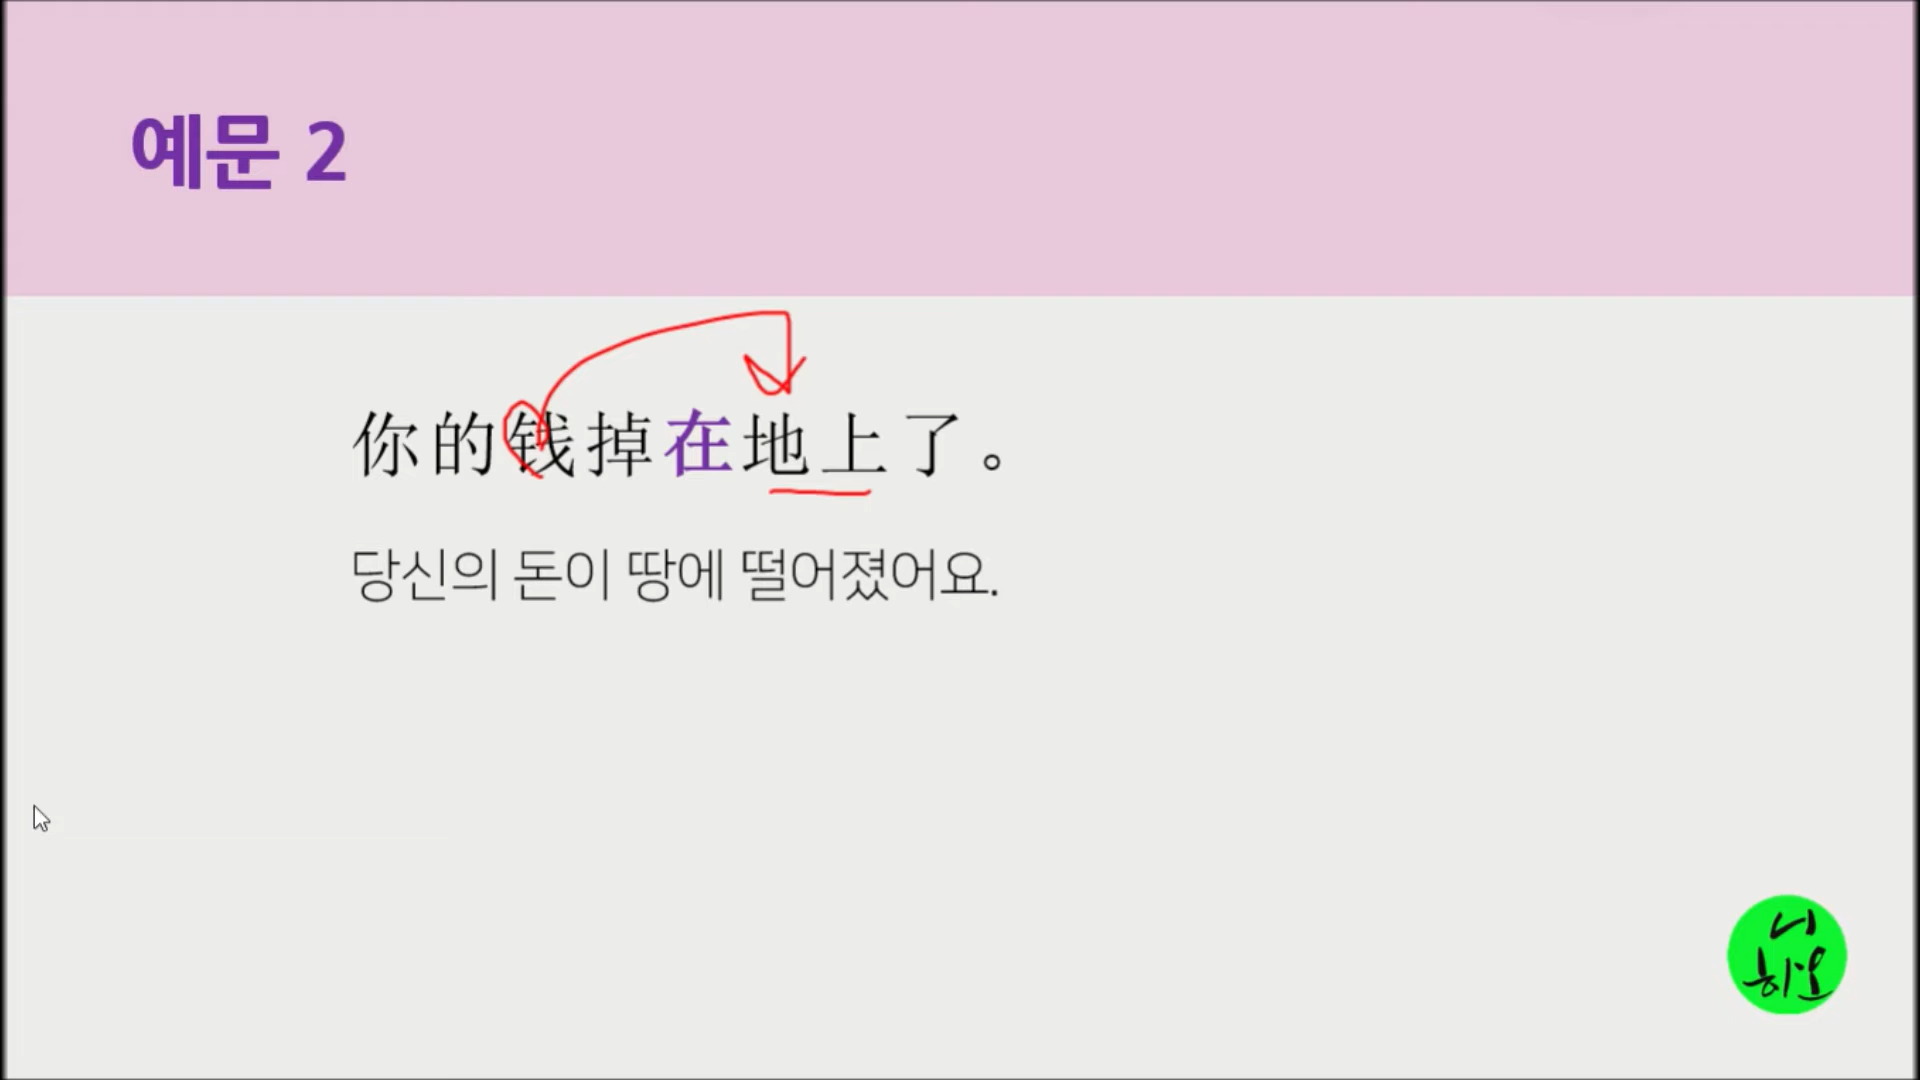 예문 2
你的钱掉在地上了。
당신의 돈이 땅에 떨어졌어요.
니
하오